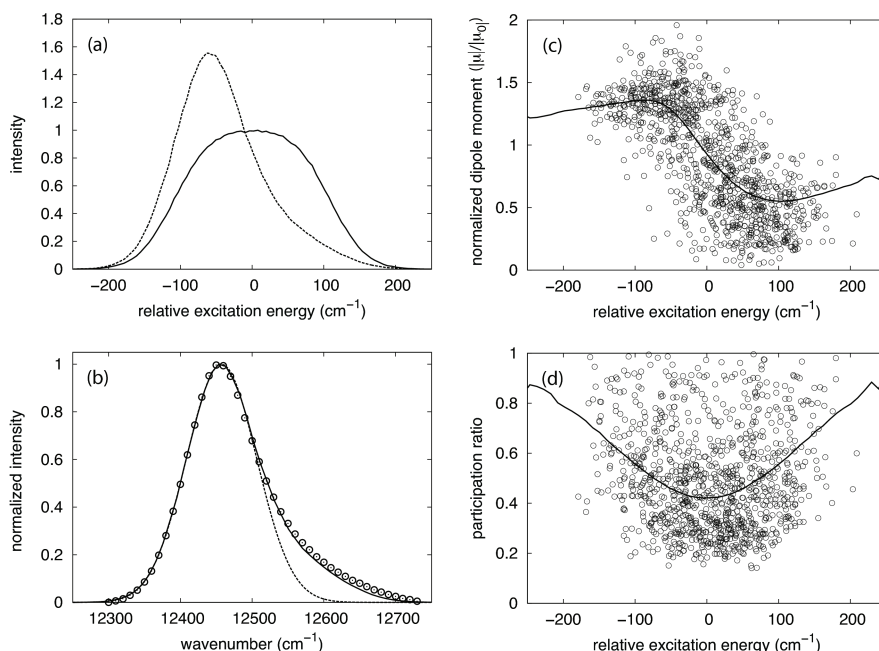 (a)
1.8
1.6
1.4
1.2
1
0.8
0.6
0.4
0.2
0
intensity
−200 −100 0 100 200
relative excitation energy (cm−1)
(c)
2
1.5
1
0.5
0
normalized dipole moment (|μ|/|μ0|)
−200 −100 0 100 200
relative excitation energy (cm−1)
(b)
1
0.8
0.6
0.4
0.2
0
normalized intensity
12300 12400 12500 12600 12700
wavenumber (cm−1)
(d)
1
0.8
0.6
0.4
0.2
0
participation ratio
−200 −100 0 100 200
relative excitation energy (cm−1)